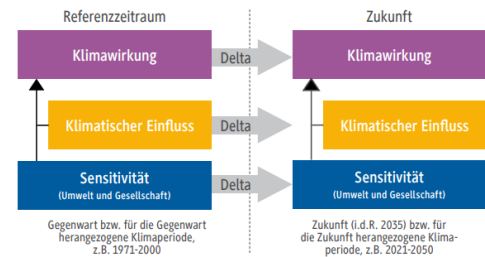 Referenzzeitraum
Zukunft
Klimawirkung
Delta
Klimawirkung
Klimatischer Einfluss
Delta
Klimatischer Einfluss
Sensitivität
(Umwelt und Gesellschaft)
Delta
Sensitivität
(Umwelt und Gesellschaft)
Gegenwart bzw. für die Gegenwart
herangezogene Klimaperiode,
z.B. 1971-2000
Zukunft (i.d.R. 2035) bzw. für
die Zukunft herangezogene Klima-
periode, z.B. 2021-2050